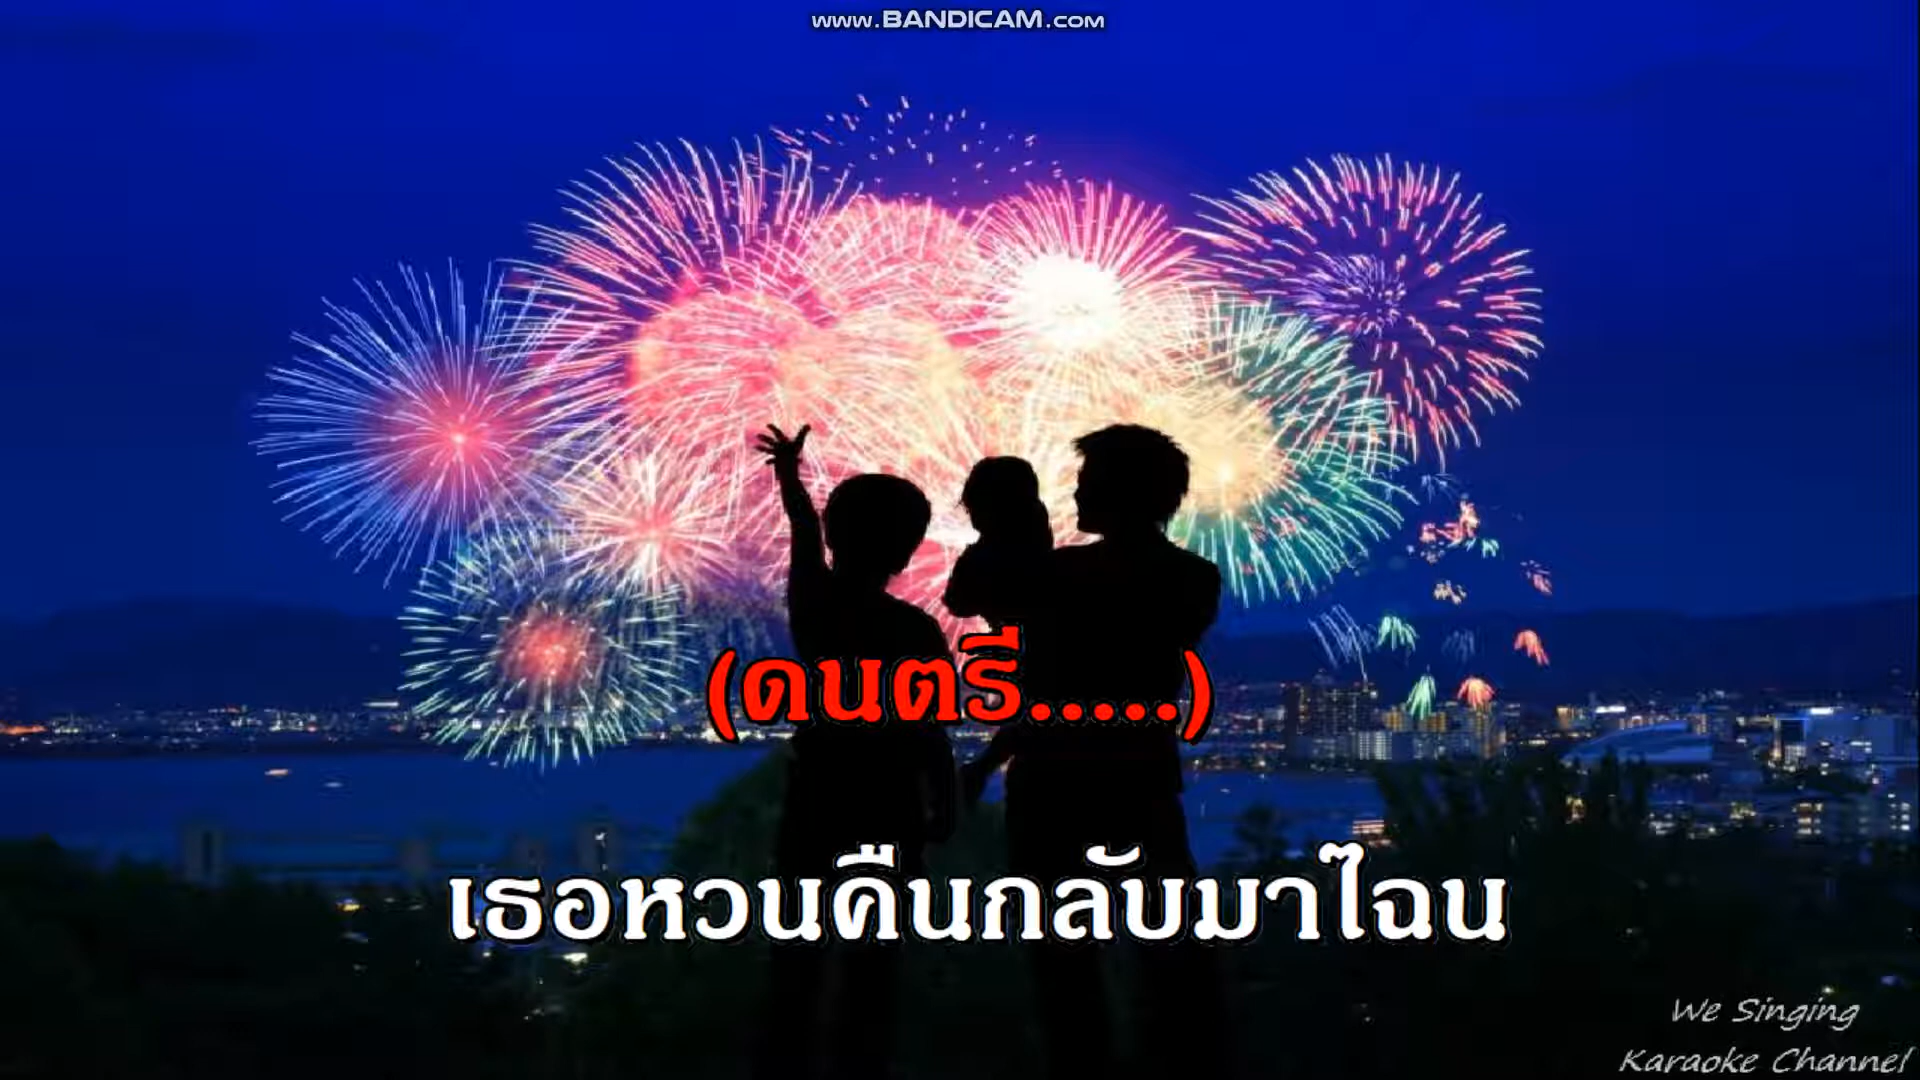 www.BANDICAM.com
(ดนตรี.....)
เธอหวนคืนกลับมาไฉน
We Singing
Karaoke Channel